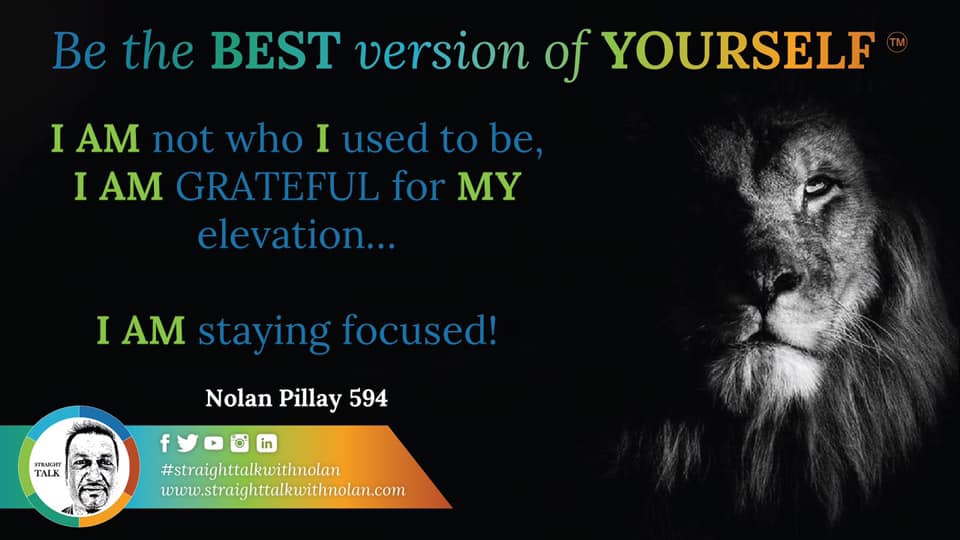 Be the BEST version of YOURSELF TM
I AM not who I used to be,
I AM GRATEFUL for MY
elevation...
I AM staying focused!
Nolan Pillay 594
STRAIGHT
TALK
#straighttalkwithnolan
www.straighttalkwithnolan.com